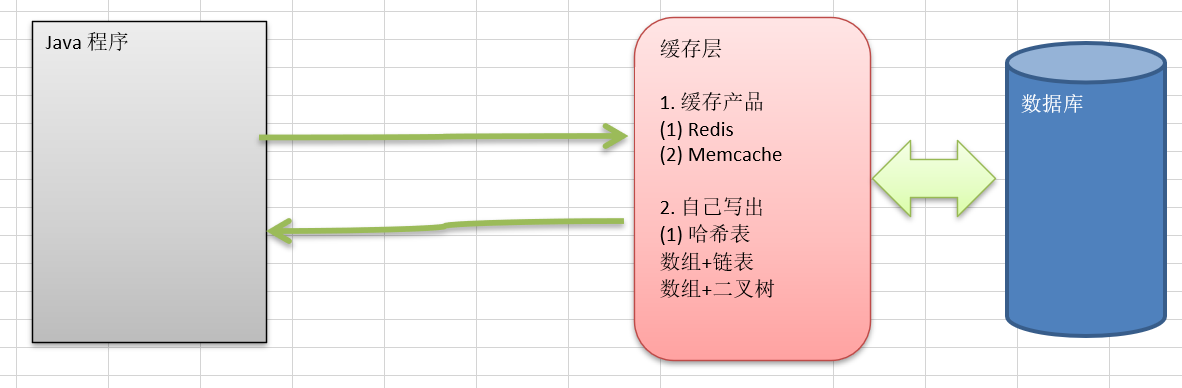 Java 程序
缓存层
1. 缓存产品
(1) Redis
(2) Memcache
2. 自己写出
(1) 哈希表
数组+链表
数组+二叉树
数据库